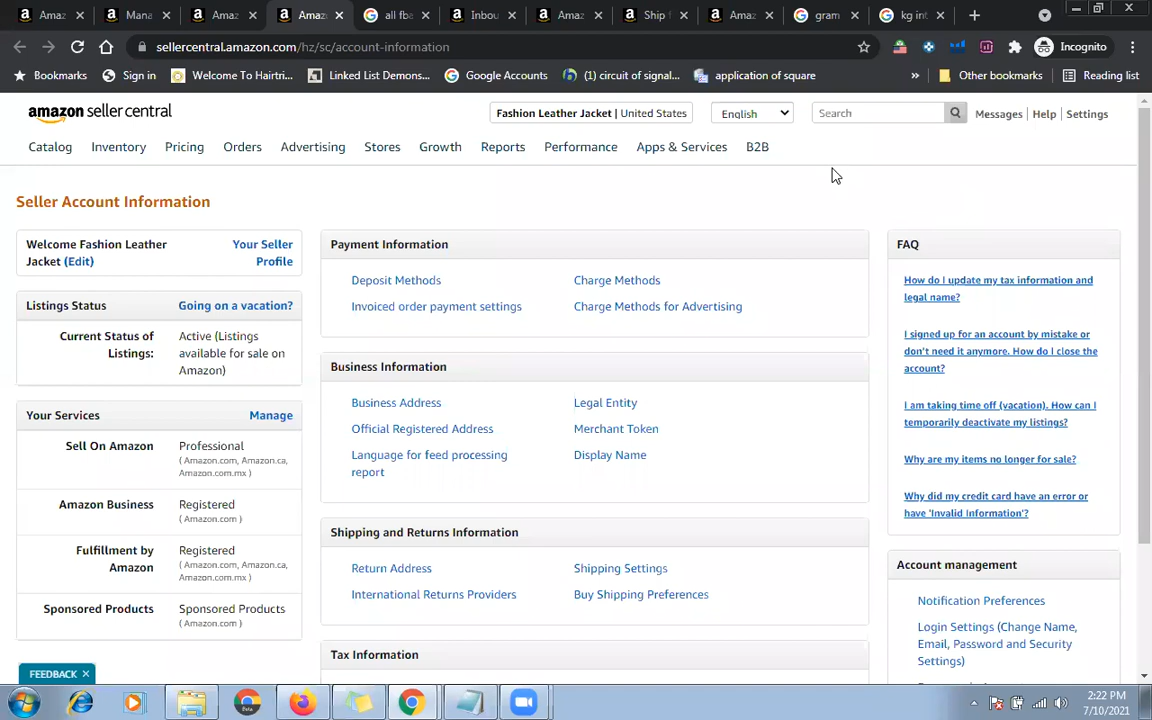 Amaz
Mana
Amaz
Amaz
all fba
Inbou
Amaz
Ship f
Amaz
gram
kg int
sellercentral.amazon.com/hz/sc/account-information
Incognito
Bookmarks
Sign in
Welcome To Hairtri...
Linked List Demons...
Google Accounts
(1) circuit of signal...
application of square
»
Other bookmarks
Reading list
amazon seller central
Fashion Leather Jacket | United States
English
Search
Messages | Help | Settings
Catalog
Inventory
Pricing
Orders
Advertising
Stores
Growth
Reports
Performance
Apps & Services
B2B
Seller Account Information
Welcome Fashion Leather
Jacket (Edit)
Your Seller
Profile
Listings Status
Going on a vacation?
Current Status of
Listings:
Active (Listings
available for sale on
Amazon)
Your Services
Manage
Sell On Amazon
Professional
( Amazon.com, Amazon.ca,
Amazon.com.mx )
Amazon Business
Registered
( Amazon.com )
Fulfillment by
Amazon
Registered
( Amazon.com, Amazon.ca,
Amazon.com.mx )
Sponsored Products
Sponsored Products
( Amazon.com )
FEEDBACK
Payment Information
Deposit Methods
Charge Methods
Invoiced order payment settings
Charge Methods for Advertising
Business Information
Business Address
Legal Entity
Official Registered Address
Merchant Token
Language for feed processing
report
Display Name
Shipping and Returns Information
Return Address
Shipping Settings
International Returns Providers
Buy Shipping Preferences
Tax Information
FAQ
How do I update my tax information and
legal name?
I signed up for an account by mistake or
don't need it anymore. How do I close the
account?
I am taking time off (vacation). How can I
temporarily deactivate my listings?
Why are my items no longer for sale?
Why did my credit card have an error or
have 'Invalid Information'?
Account management
Notification Preferences
Login Settings (Change Name,
Email, Password and Security
Settings)
2:22 PM
7/10/2021